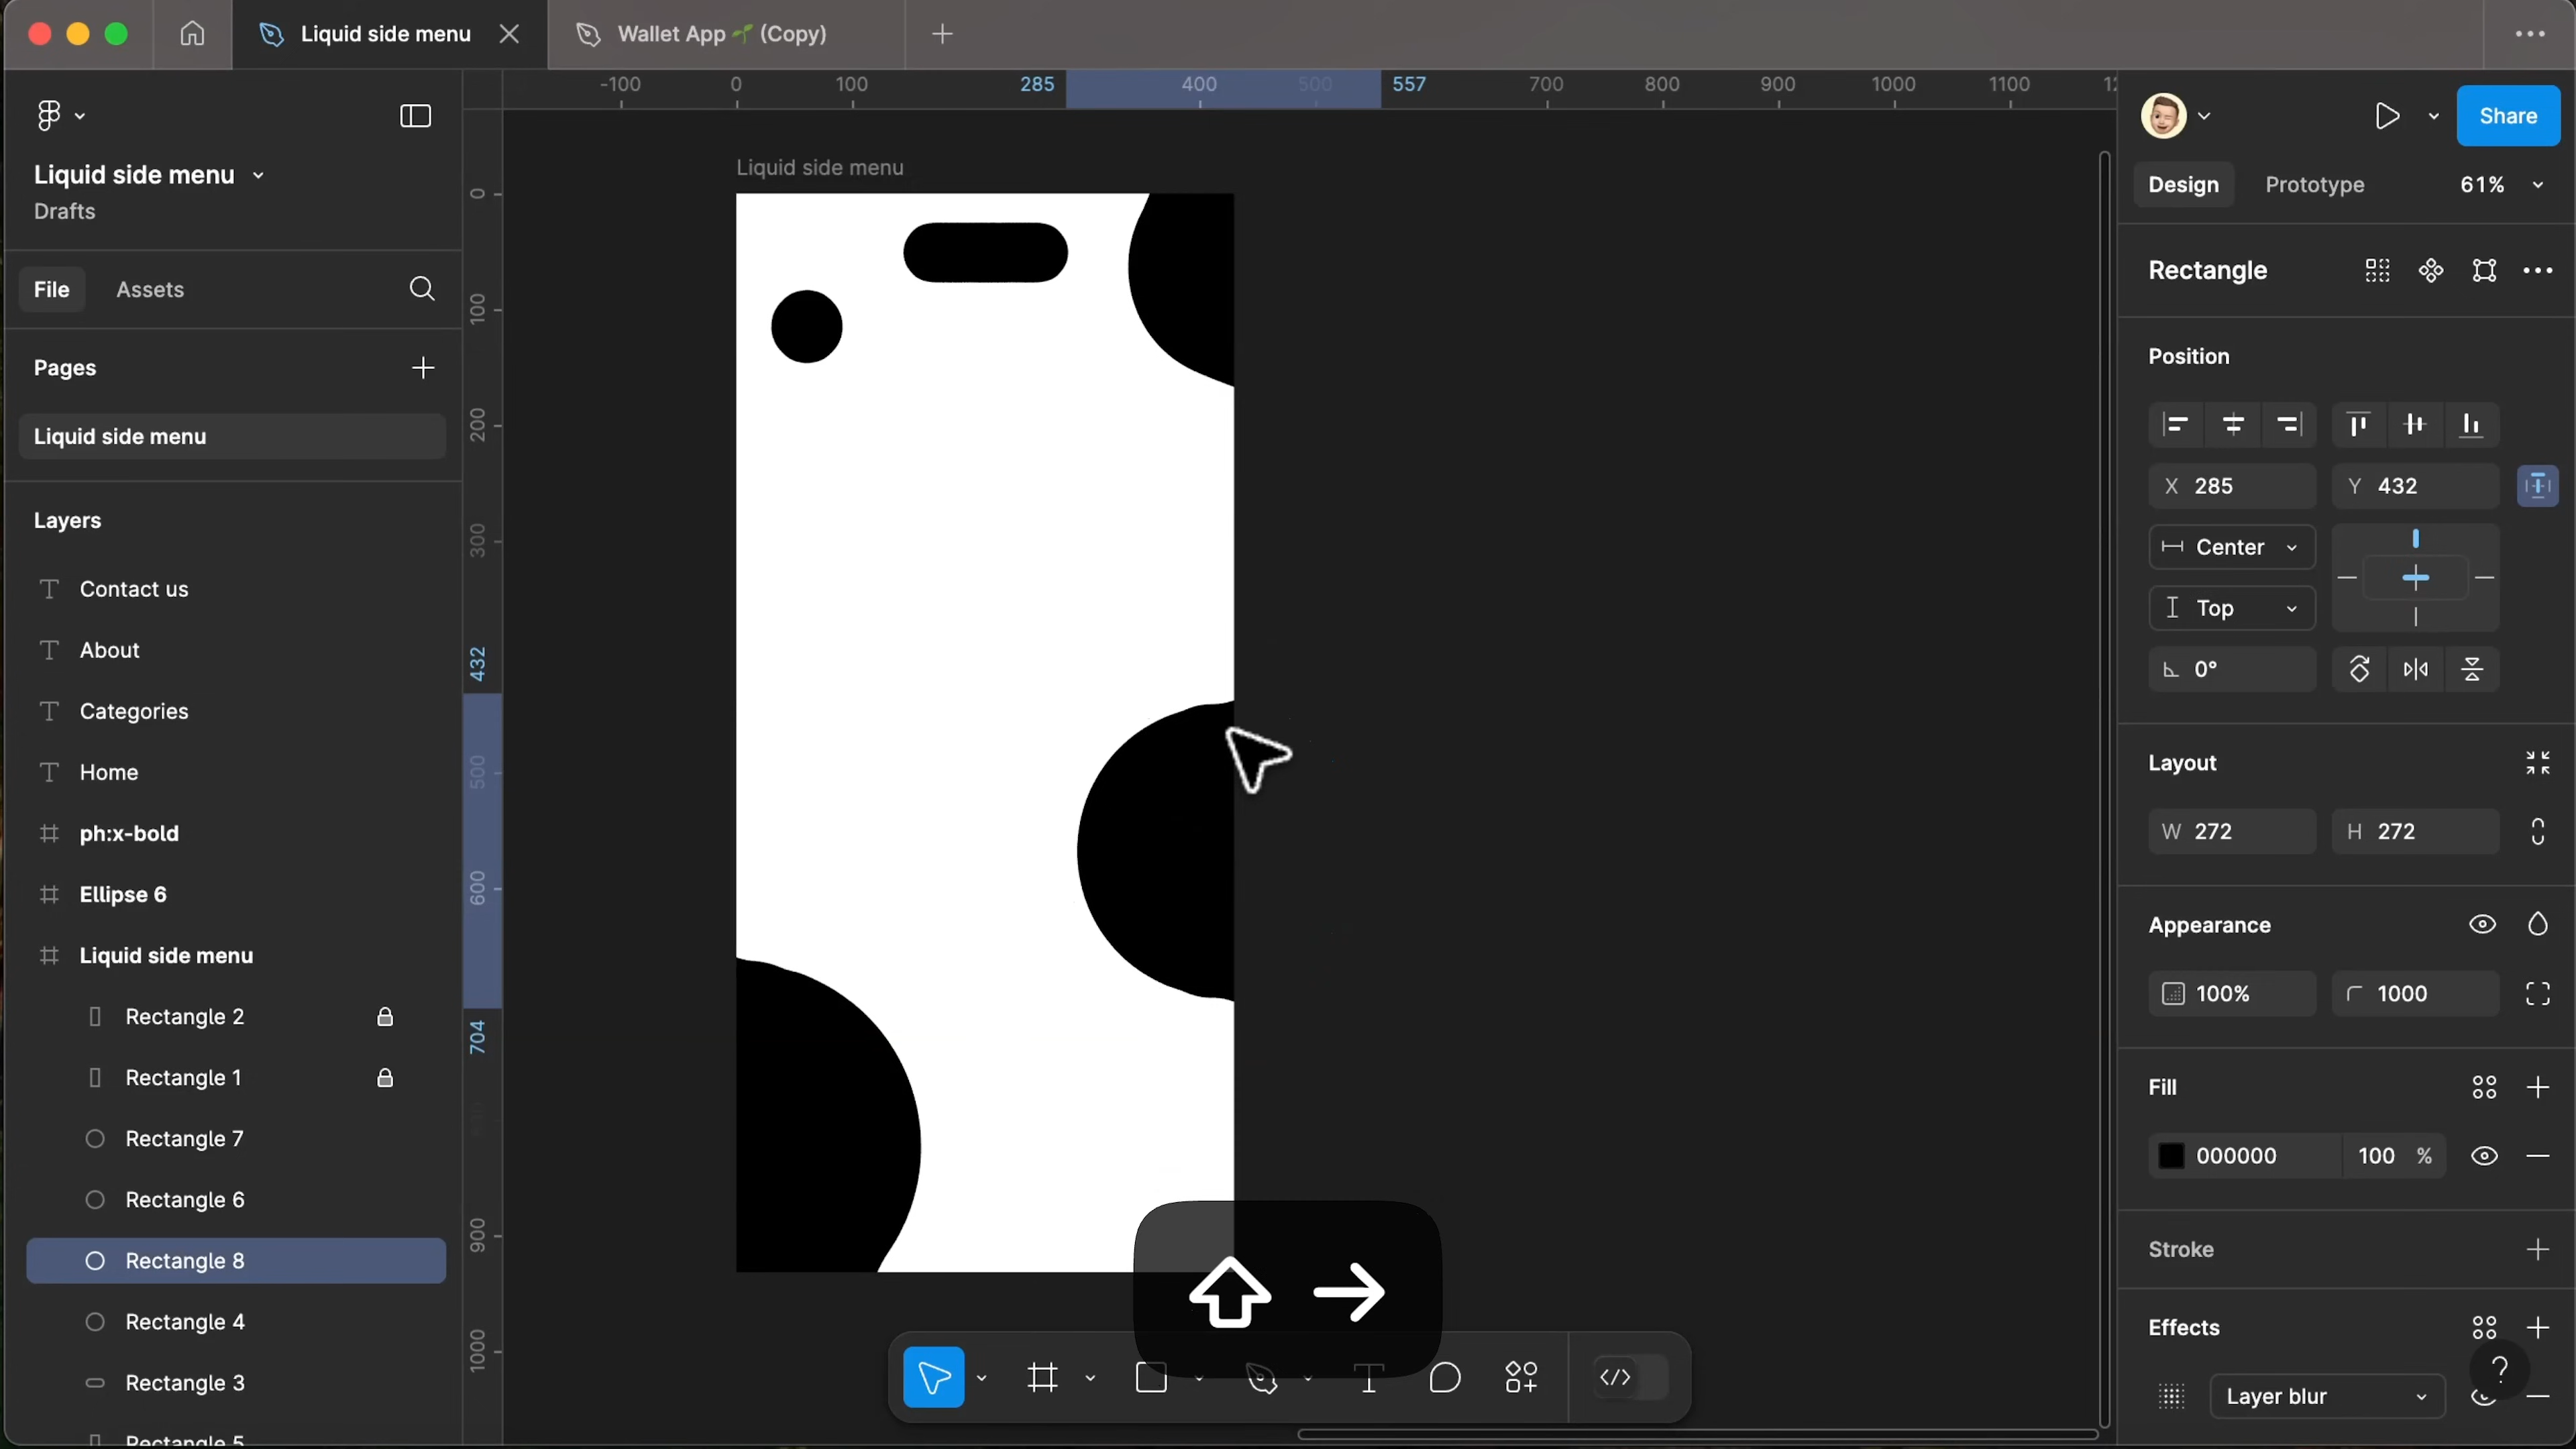 Liquid side menu
Wallet App 🌱 (Copy)
-100 0 100 285 400 500 557 700 800 900 1000 1100
Liquid side menu
Drafts
Share
Design
Prototype
61%
File
Assets
Pages
Liquid side menu
Layers
Contact us
About
Categories
Home
ph:x-bold
Ellipse 6
Liquid side menu
Rectangle 2
Rectangle 1
Rectangle 7
Rectangle 6
Rectangle 8
Rectangle 4
Rectangle 3
Rectangle 5
0
100
200
300
432
500
600
704
900
1000
Liquid side menu
Rectangle
Position
X 285
Y 432
Center
Top
0°
Layout
W 272
H 272
Appearance
100%
1000
Fill
000000 100 %
Stroke
Effects
?
Layer blur